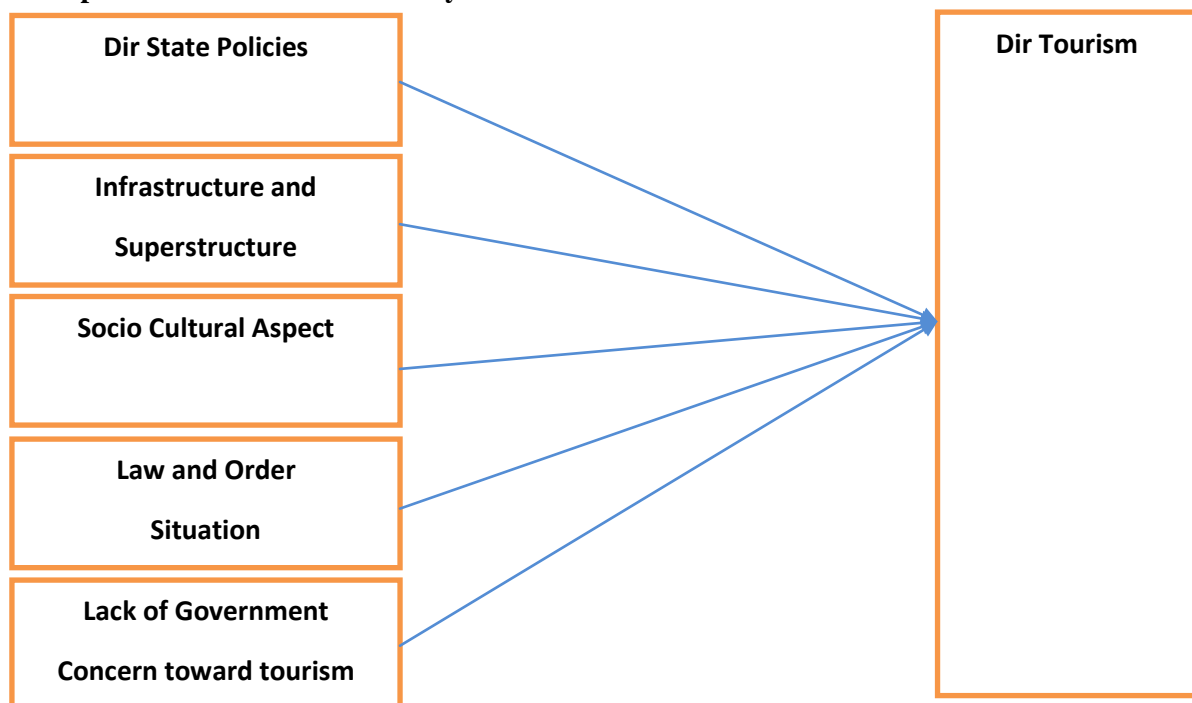 Dir State Policies
Dir Tourism
Infrastructure and
Superstructure
Socio Cultural Aspect
Law and Order
Situation
Lack of Government
Concern toward tourism